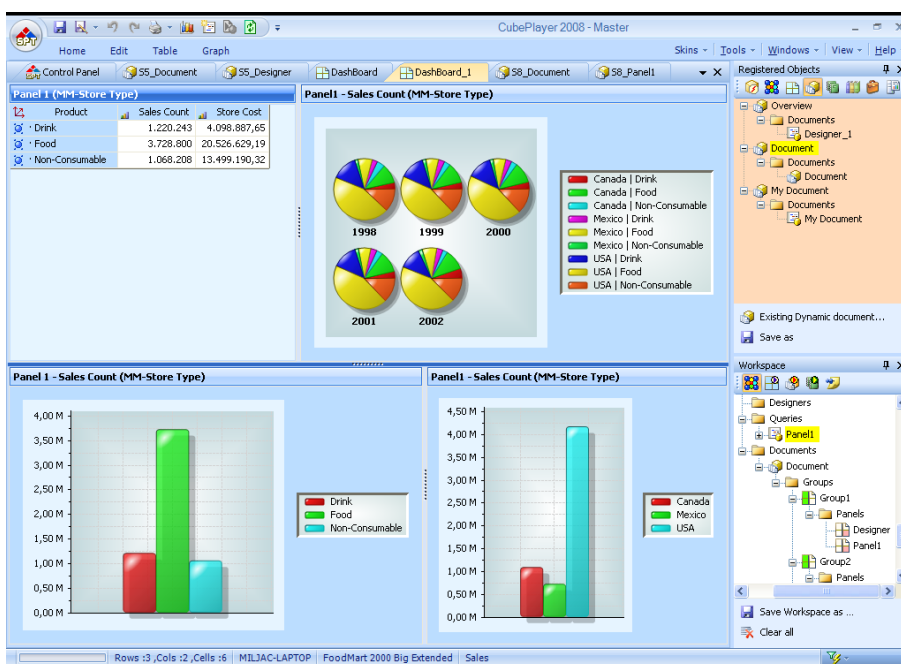 CubePlayer 2008 - Master
SPT
Home Edit Table Graph Skins Tools Windows View Help
Control Panel S5_Document S5_Designer DashBoard DashBoard_1 S8_Document S8_Panel1
Registered Objects
Panel 1 (MM-Store Type)
Product Sales Count Store Cost
Drink 1.220.243 4.098.887,65
Food 3.728.800 20.526.629,19
Non-Consumable 1.068.208 13.499.190,32
Panel1 - Sales Count (MM-Store Type)
1998 1999 2000
2001 2002
Canada | Drink
Canada | Food
Canada | Non-Consumable
Mexico | Drink
Mexico | Food
Mexico | Non-Consumable
USA | Drink
USA | Food
USA | Non-Consumable
Overview
Documents
Designer_1
Document
Documents
Document
My Document
Documents
My Document
Existing Dynamic document...
Save as
Panel 1 - Sales Count (MM-Store Type)
4,00 M
3,50 M
3,00 M
2,50 M
2,00 M
1,50 M
1,00 M
0,50 M
0,00 M
Drink
Food
Non-Consumable
Panel1 - Sales Count (MM-Store Type)
4,50 M
4,00 M
3,50 M
3,00 M
2,50 M
2,00 M
1,50 M
1,00 M
0,50 M
0,00 M
Canada
Mexico
USA
Workspace
Designers
Queries
Panel1
Documents
Document
Groups
Group1
Panels
Designer
Panel1
Group2
Panels
Save Workspace as ...
Clear all
Rows :3 ,Cols :2 ,Cells :6 MILJAC-LAPTOP FoodMart 2000 Big Extended Sales